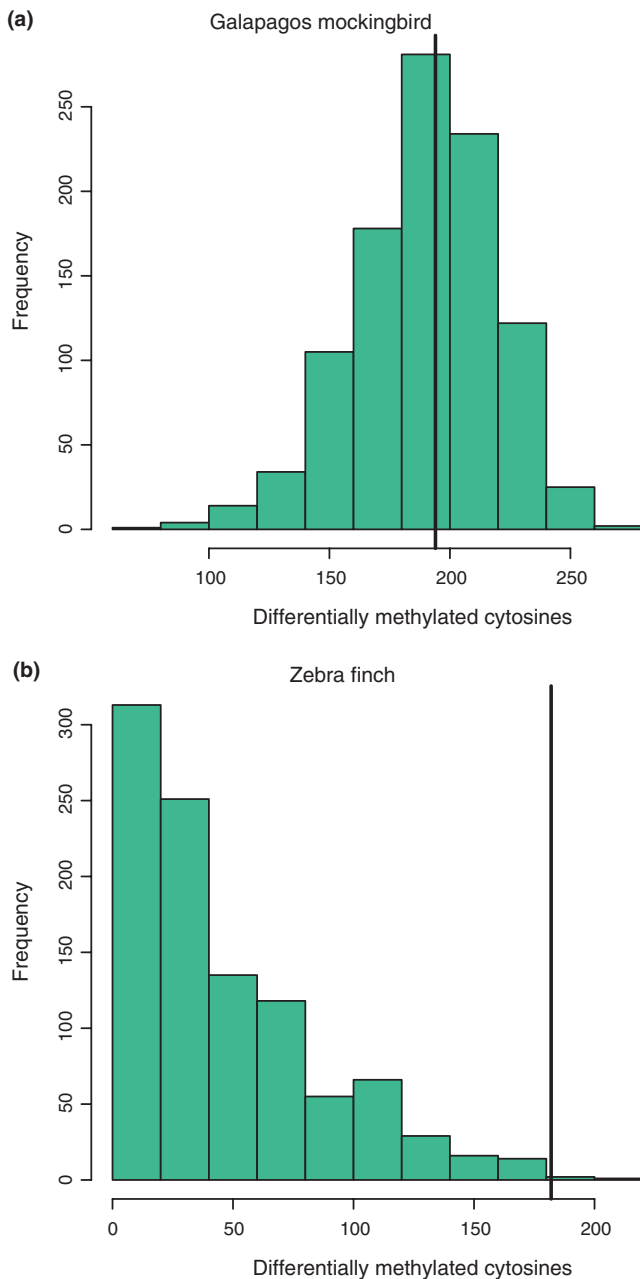 (a)
Galapagos mockingbird
Frequency
0 50 100 150 200 250
100 150 200 250
Differentially methylated cytosines
(b)
Zebra finch
Frequency
0 50 100 150 200 250 300
0 50 100 150 200
Differentially methylated cytosines